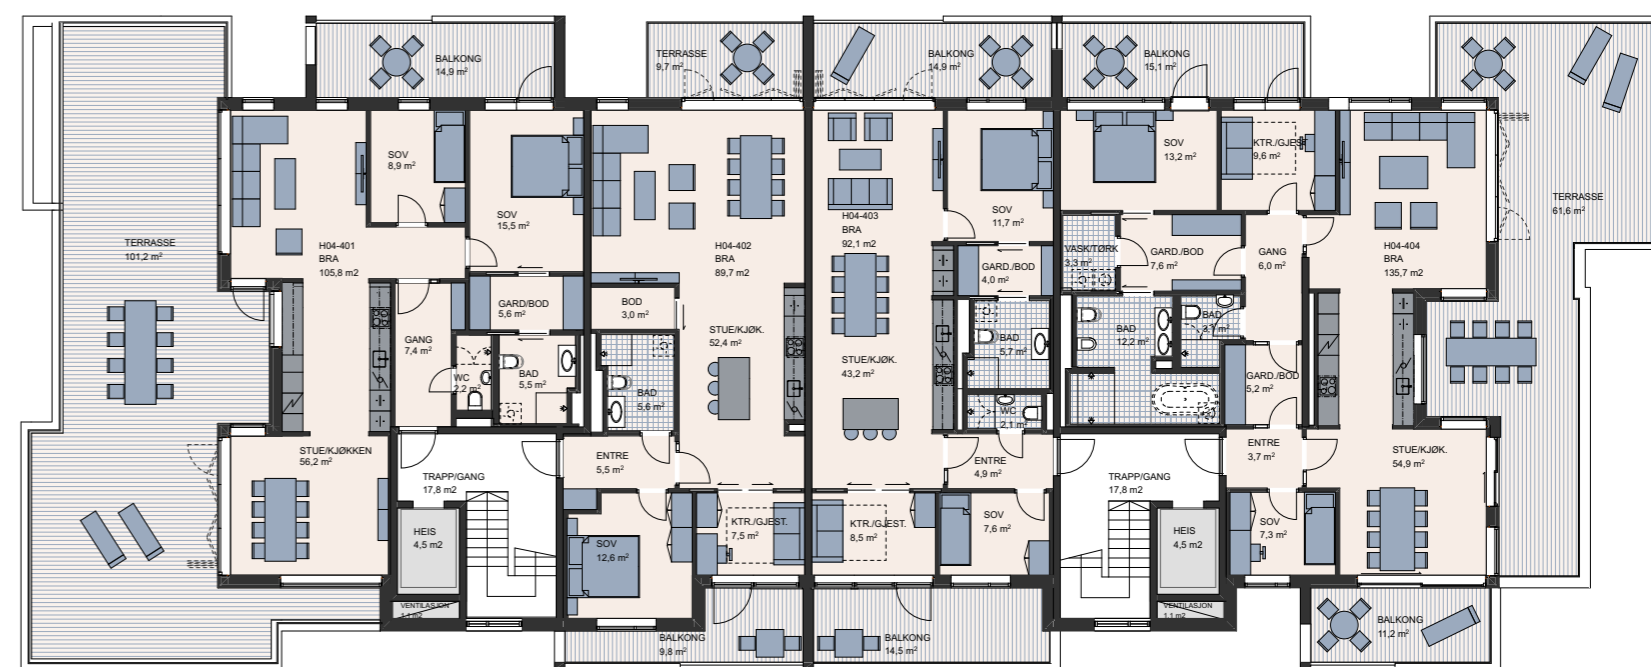 TERRASSE
101,2 m²
BALKONG
14,9 m²
SOV
8,9 m²
SOV
15,5 m²
H04-401
BRA
105,8 m²
GARD/BOD
5,6 m²
GANG
7,4 m²
WC
2,2 m²
BAD
5,5 m²
STUE/KJØKKEN
56,2 m²
TRAPP/GANG
17,8 m2
HEIS
4,5 m2
VENTILASJON
1,1 m2
TERRASSE
9,7 m²
H04-402
BRA
89,7 m²
BOD
3,0 m²
STUE/KJØK.
52,4 m²
BAD
5,6 m²
ENTRE
5,5 m²
SOV
12,6 m²
KTR./GJEST.
7,5 m²
BALKONG
9,8 m²
BALKONG
14,9 m²
H04-403
BRA
92,1 m2
SOV
11,7 m²
GARD./BOD
4,0 m²
BAD
5,7 m²
STUE/KJØK.
43,2 m²
WC
2,1 m²
ENTRE
4,9 m²
KTR./GJEST.
8,5 m²
SOV
7,6 m²
BALKONG
14,5 m²
BALKONG
15,1 m²
SOV
13,2 m²
KTR./GJEST
9,6 m²
VASK/TØRK
3,3 m²
GARD./BOD
7,6 m²
GANG
6,0 m²
H04-404
BRA
135,7 m²
TERRASSE
61,6 m²
BAD
12,2 m²
BAD
GARD./BOD
5,2 m²
ENTRE
3,7 m²
STUE/KJØK.
54,9 m²
TRAPP/GANG
17,8 m2
HEIS
4,5 m2
VENTILASJON
1,1 m2
SOV
7,3 m²
BALKONG
11,2 m²